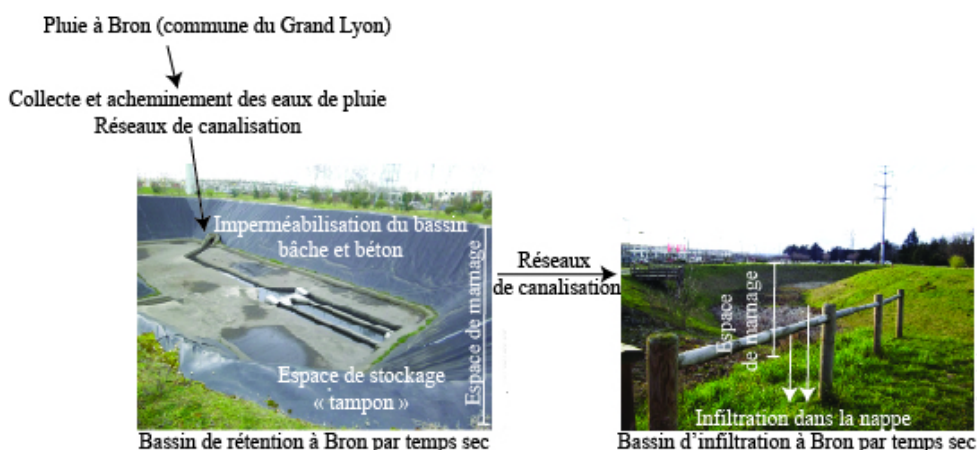 Pluie à Bron (commune du Grand Lyon)
Collecte et acheminement des eaux de pluie
Réseaux de canalisation
Imperméabilisation du bassin
bâche et béton
Espace de marnage
Espace de stockage
« tampon »
Bassin de rétention à Bron par temps sec
Réseaux
de canalisation
Espace
de marnage
Infiltration dans la nappe
Bassin d'infiltration à Bron par temps sec